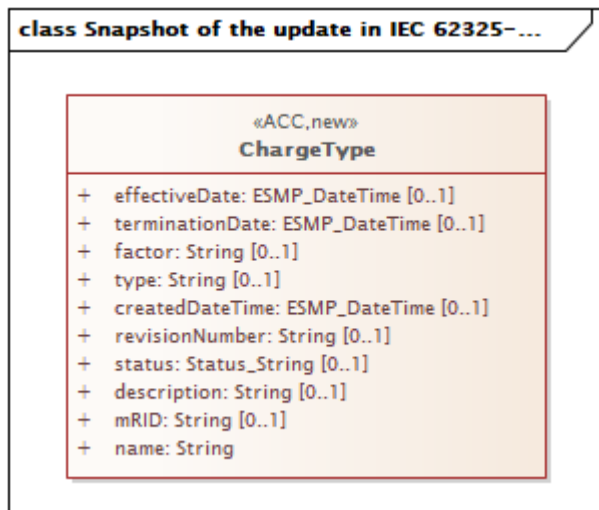 class Snapshot of the update in IEC 62325-...
«ACC,new»
ChargeType
+ effectiveDate: ESMP_DateTime [0..1]
+ terminationDate: ESMP_DateTime [0..1]
+ factor: String [0..1]
+ type: String [0..1]
+ createdDateTime: ESMP_DateTime [0..1]
+ revisionNumber: String [0..1]
+ status: Status_String [0..1]
+ description: String [0..1]
+ mRID: String [0..1]
+ name: String